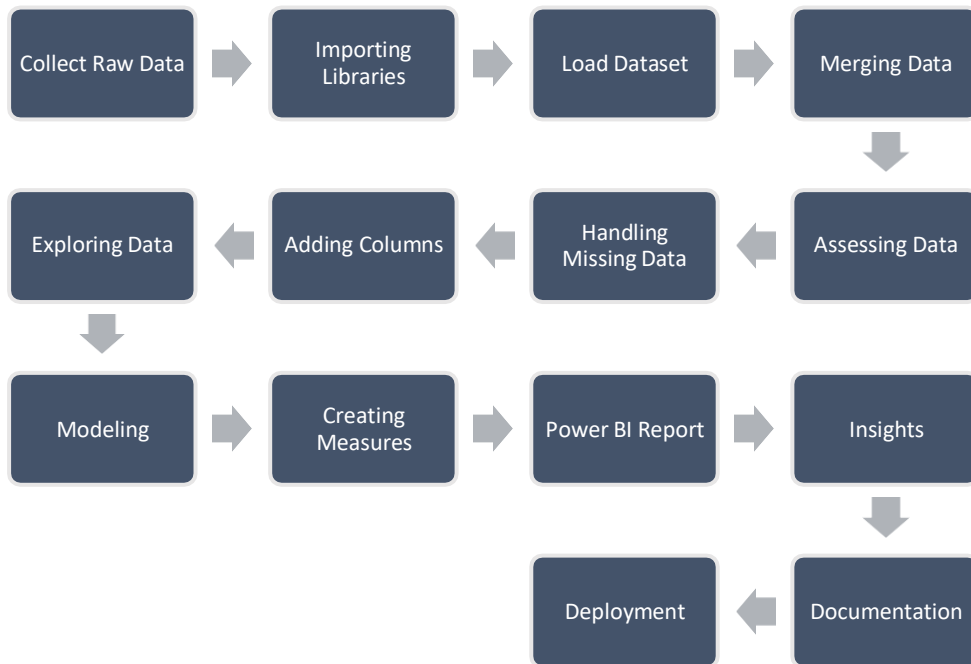 Collect Raw Data
Importing
Libraries
Load Dataset
Merging Data
Assessing Data
Handling
Missing Data
Adding Columns
Exploring Data
Modeling
Creating
Measures
Power BI Report
Insights
Documentation
Deployment